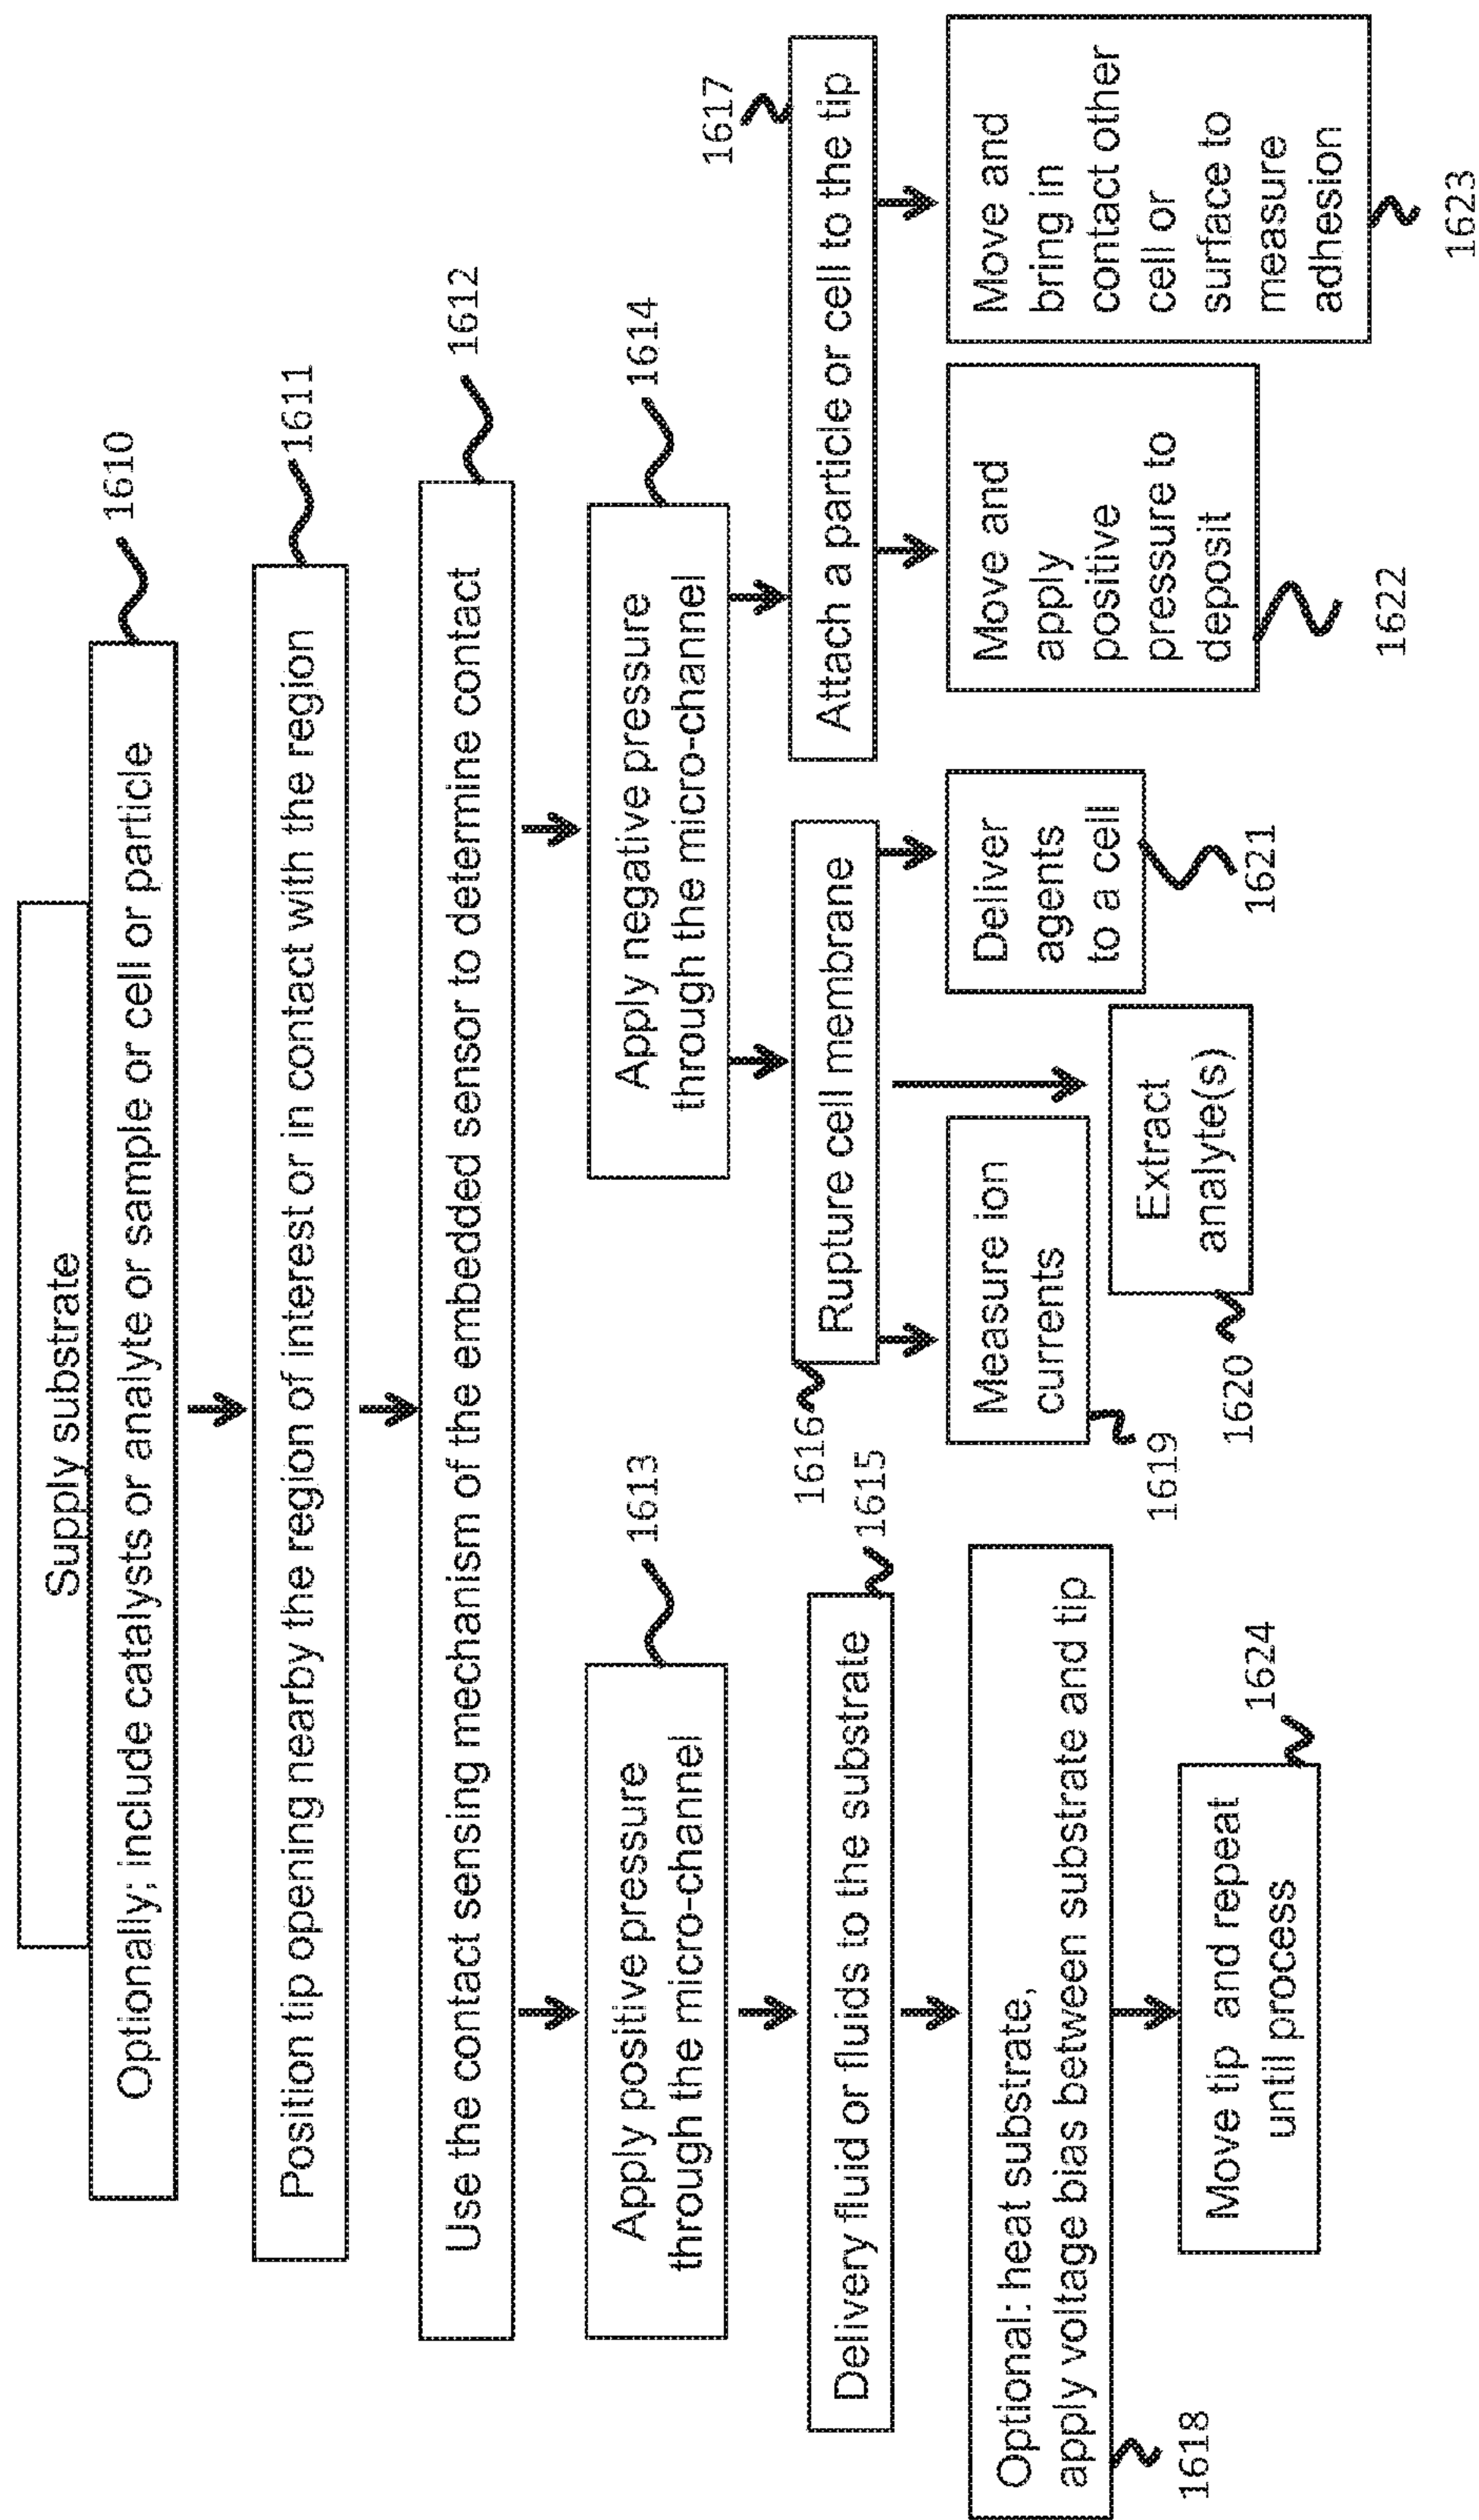 Supply substrate
Optionally; include catalysts or analyte or sample or cell or particle
1610
Position tip opening nearby the region of interest or in contact with the region
1611
Use the contact sensing mechanism of the embedded sensor to determine contact
1612
Apply positive pressure
through the micro-channel
1613
Apply negative pressure
through the micro-channel
1614
Delivery fluid or fluids to the substrate
1615
1616
Rupture cell membrane
Attach a particle or cell to the tip
1617
Optional: heat substrate,
apply voltage bias between substrate and tip
1618
Measure ion
currents
1619
Extract
analyte(s)
1620
Deliver
agents
to a cell
1621
Move and
apply
positive
pressure to
deposit
1622
Move and
bring in
contact other
cell or
surface to
measure
adhesion
1623
Move tip and repeat
until process
1624